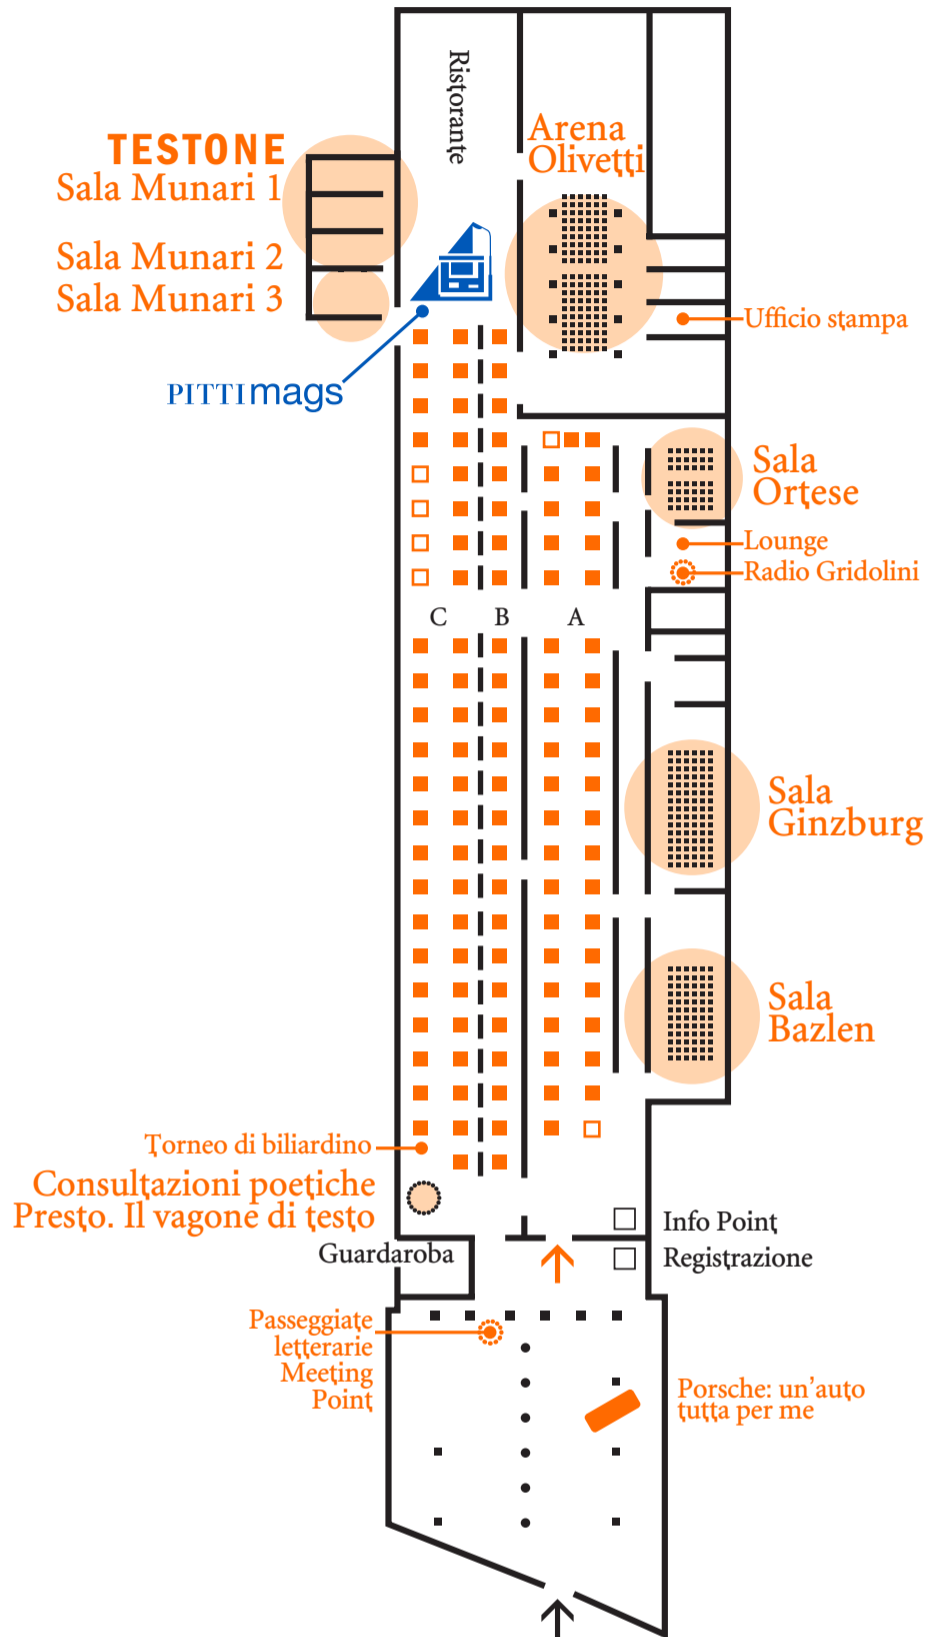 Ristorante
Arena
Olivetti
TESTONE
Sala Munari 1
Sala Munari 2
Sala Munari 3
Ufficio stampa
PITTImags
Sala
Ortese
Lounge
Radio Gridolini
C B A
Sala
Ginzburg
Sala
Bazlen
Torneo di biliardino
Consultazioni poetiche
Presto. Il vagone di testo
Info Point
Guardaroba
Registrazione
Passeggiate
letterarie
Meeting
Point
Porsche: un’auto
tutta per me